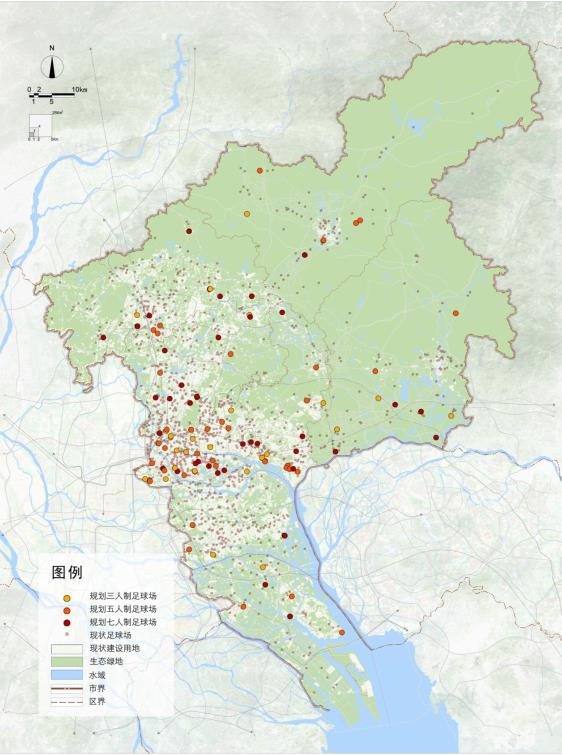 N
0 2 10km
1 5
图例
规划三人制足球场
规划五人制足球场
规划七人制足球场
现状足球场
现状建设用地
生态绿地
水域
市界
区界